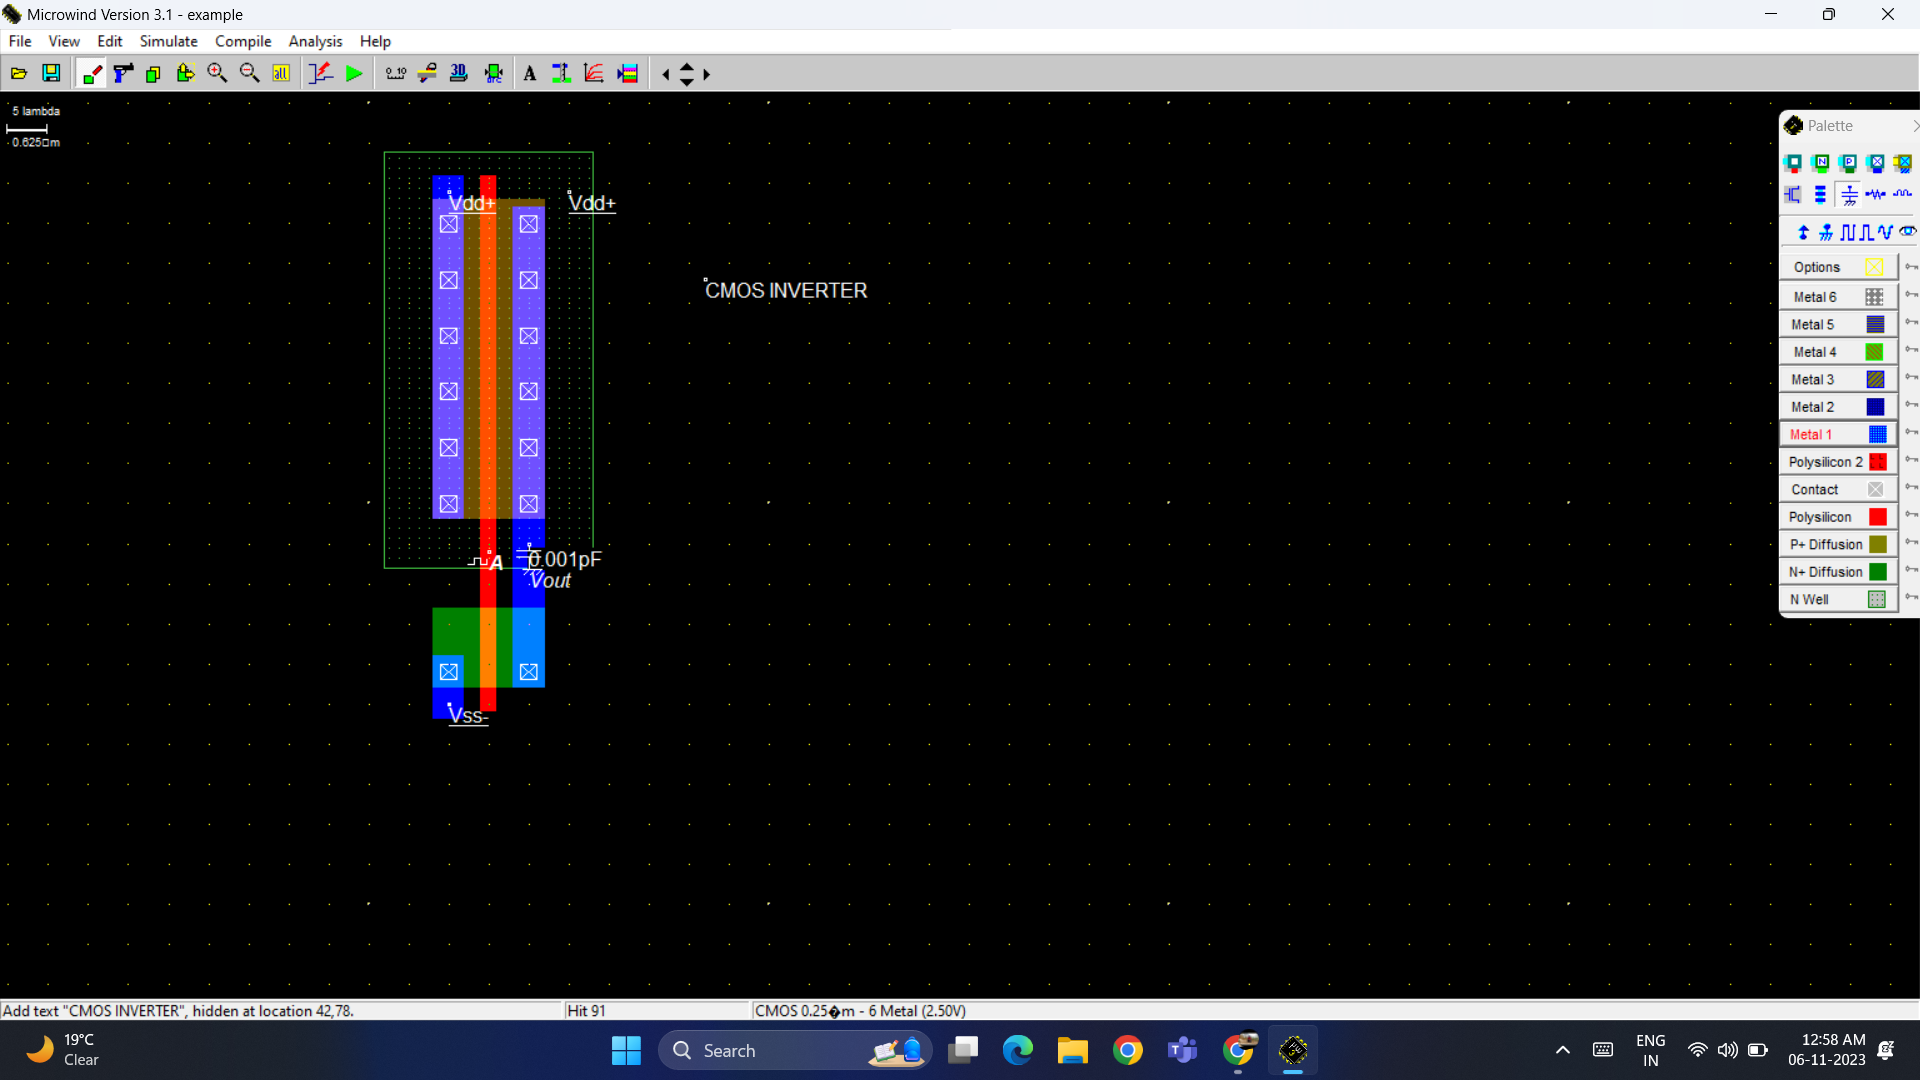 Microwind Version 3.1 - example
File View Edit Simulate Compile Analysis Help
5 lambda
0.625□m
Vdd+
Vdd+
CMOS INVERTER
A
0.001pF
Vout
Vss-
Palette
Options
Metal 6
Metal 5
Metal 4
Metal 3
Metal 2
Metal 1
Polysilicon 2
Contact
Polysilicon
P+ Diffusion
N+ Diffusion
N Well
Add text "CMOS INVERTER", hidden at location 42,78.
Hit 91
CMOS 0.25�m - 6 Metal (2.50V)
19°C
Clear
Search
ENG
IN
12:58 AM
06-11-2023